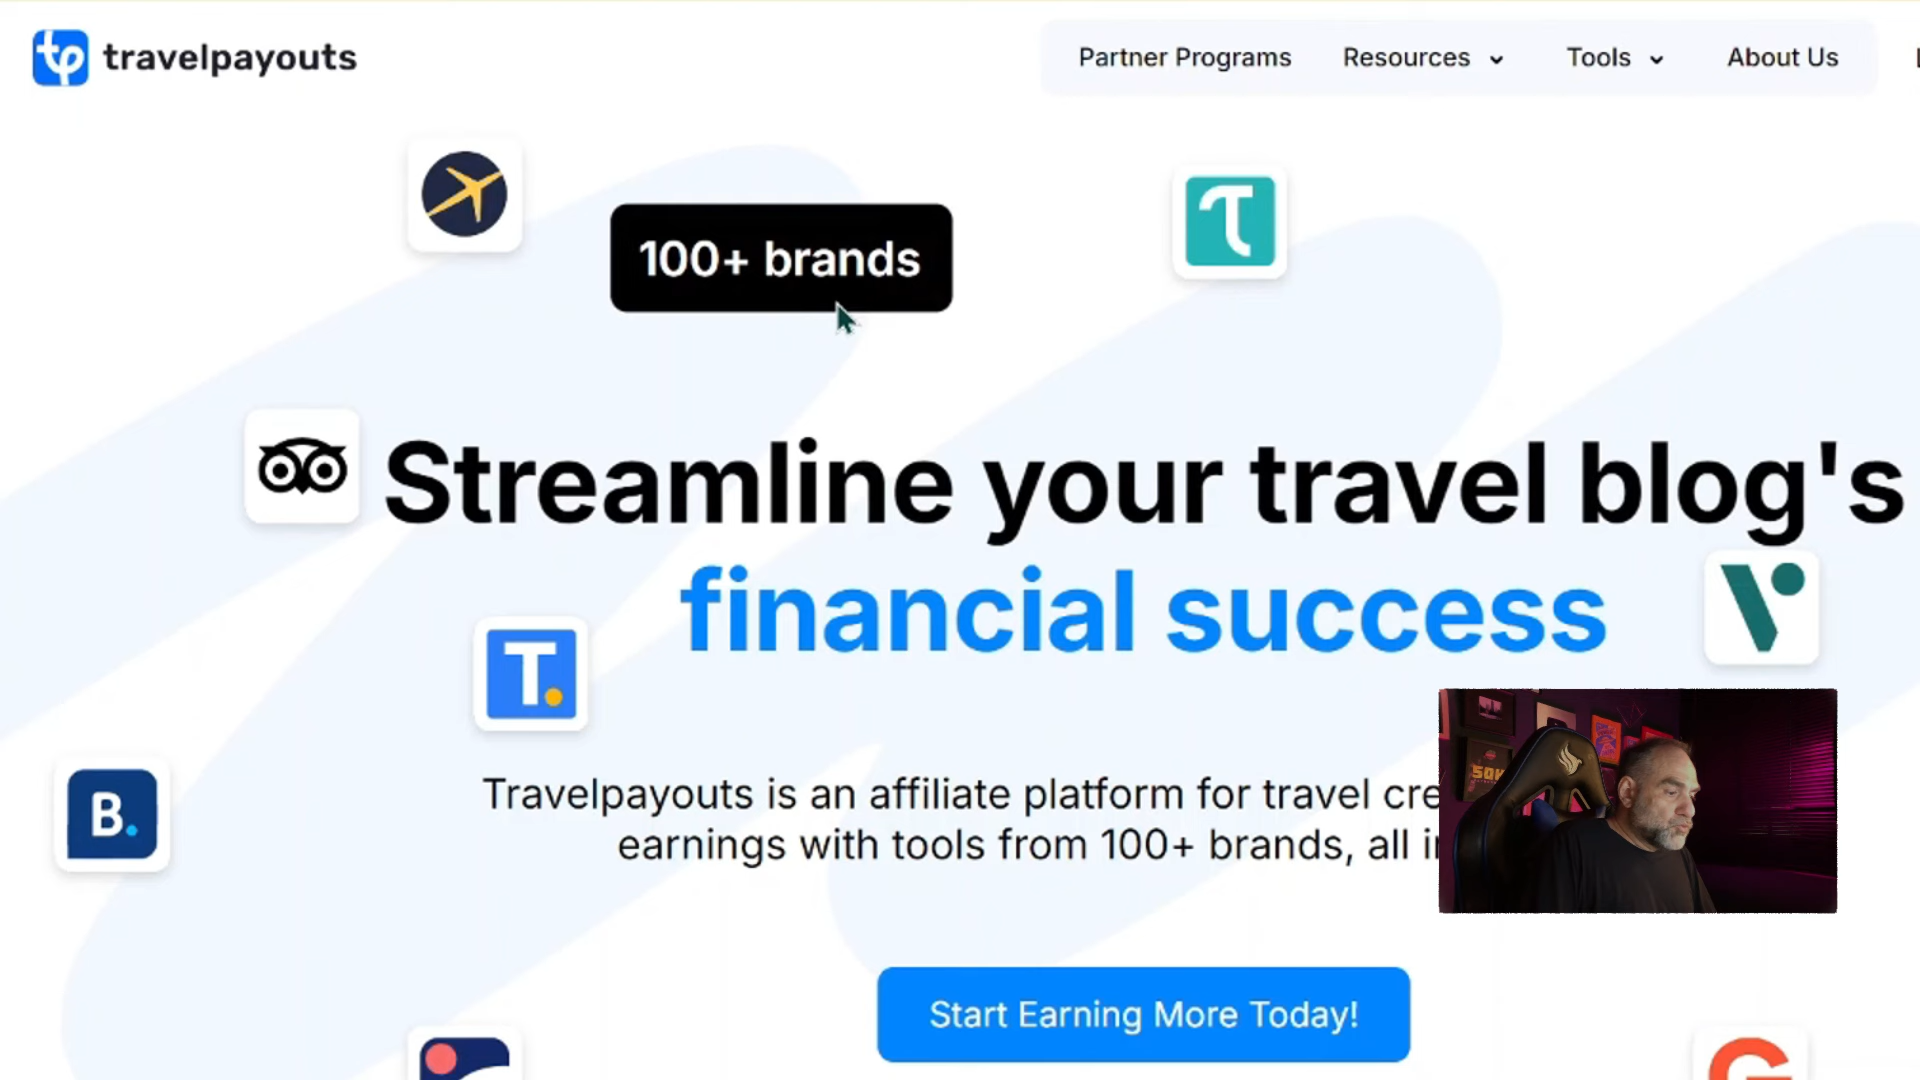 travelpayouts
Partner Programs
Resources
Tools
About Us
100+ brands
Streamline your travel blog's
financial success
Travelpayouts is an affiliate platform for travel
earnings with tools from 100+ brands, all
Start Earning More Today!
T.
B.